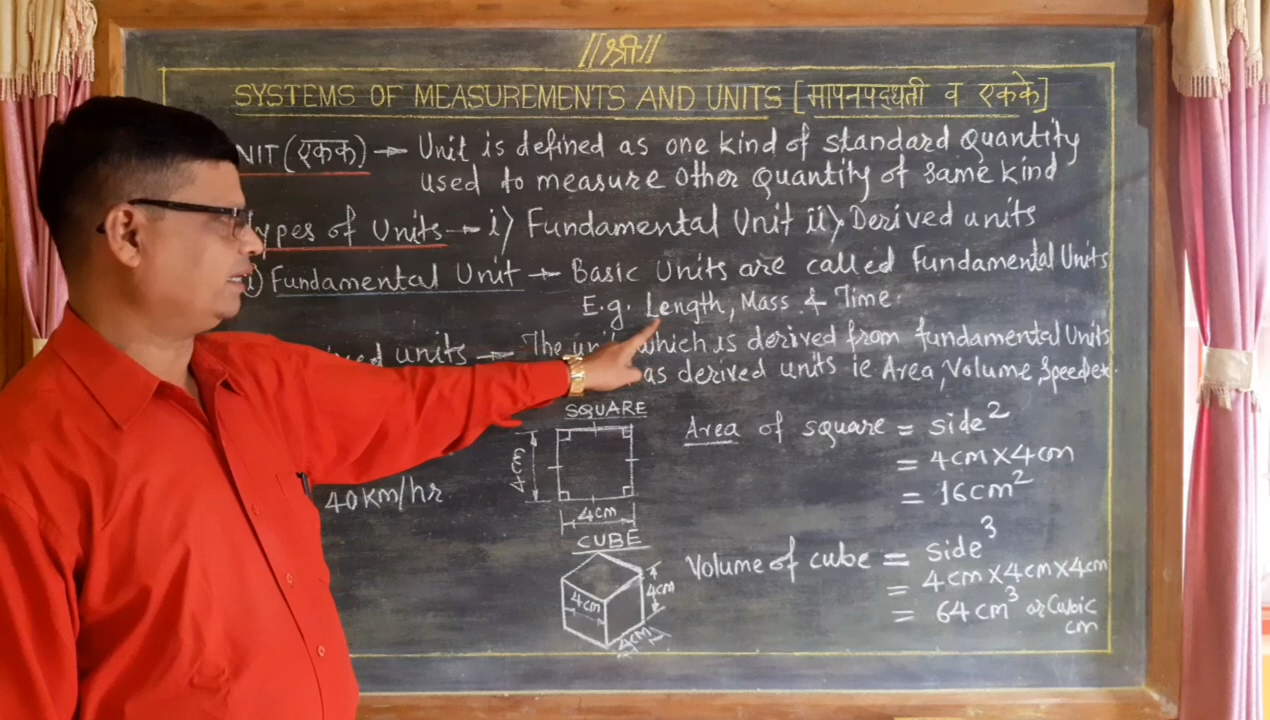 ||श्री||
SYSTEMS OF MEASUREMENTS AND UNITS [मापनपद्धती व एकके]
NIT (एकक) → Unit is defined as one kind of standard Quantity
used to measure other Quantity of same kind
ypes of Units → i) Fundamental Unit ii) Derived units
i) Fundamental Unit → Basic Units are called Fundamental Units
E.g. Length, Mass & Time.
units → The which is derived from fundamental Units
as derived units ie Area, Volume, Speed etc.
SQUARE
4cm
4cm
40 km/hr
Area of square = side²
= 4cm×4cm
= 16cm²
CUBE
4cm
4cm
4cm
Volume of cube = side³
= 4cm×4cm×4cm
= 64cm³ or Cubic
cm